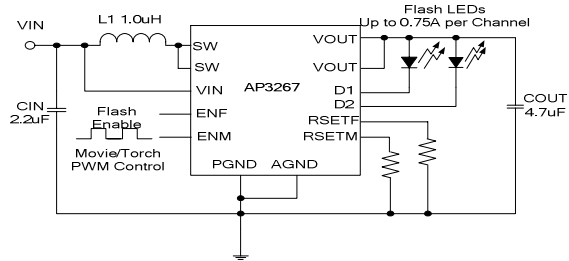 Flash LEDs
Up to 0.75A per Channel
VIN
L1 1.0uH
SW
SW
VIN
ENF
ENM
AP3267
VOUT
VOUT
D1
D2
RSETF
RSETM
PGND AGND
CIN
2.2uF
Flash
Enable
Movie/Torch
PWM Control
COUT
4.7uF